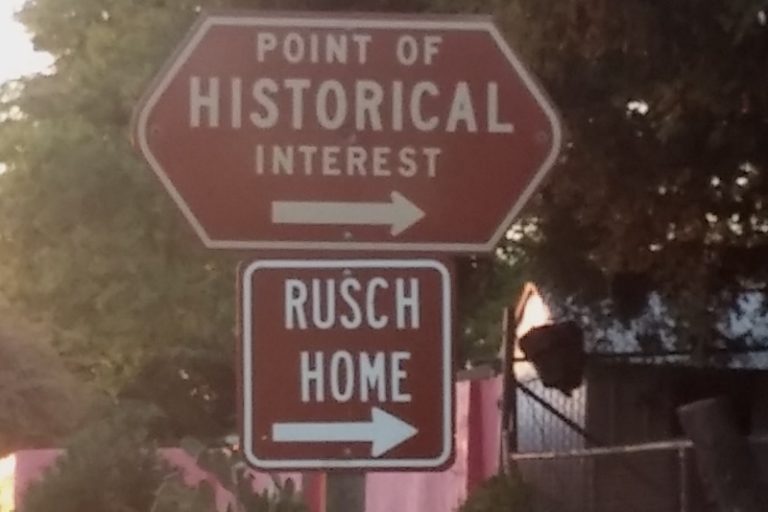 POINT OF
HISTORICAL
INTEREST
RUSCH
HOME